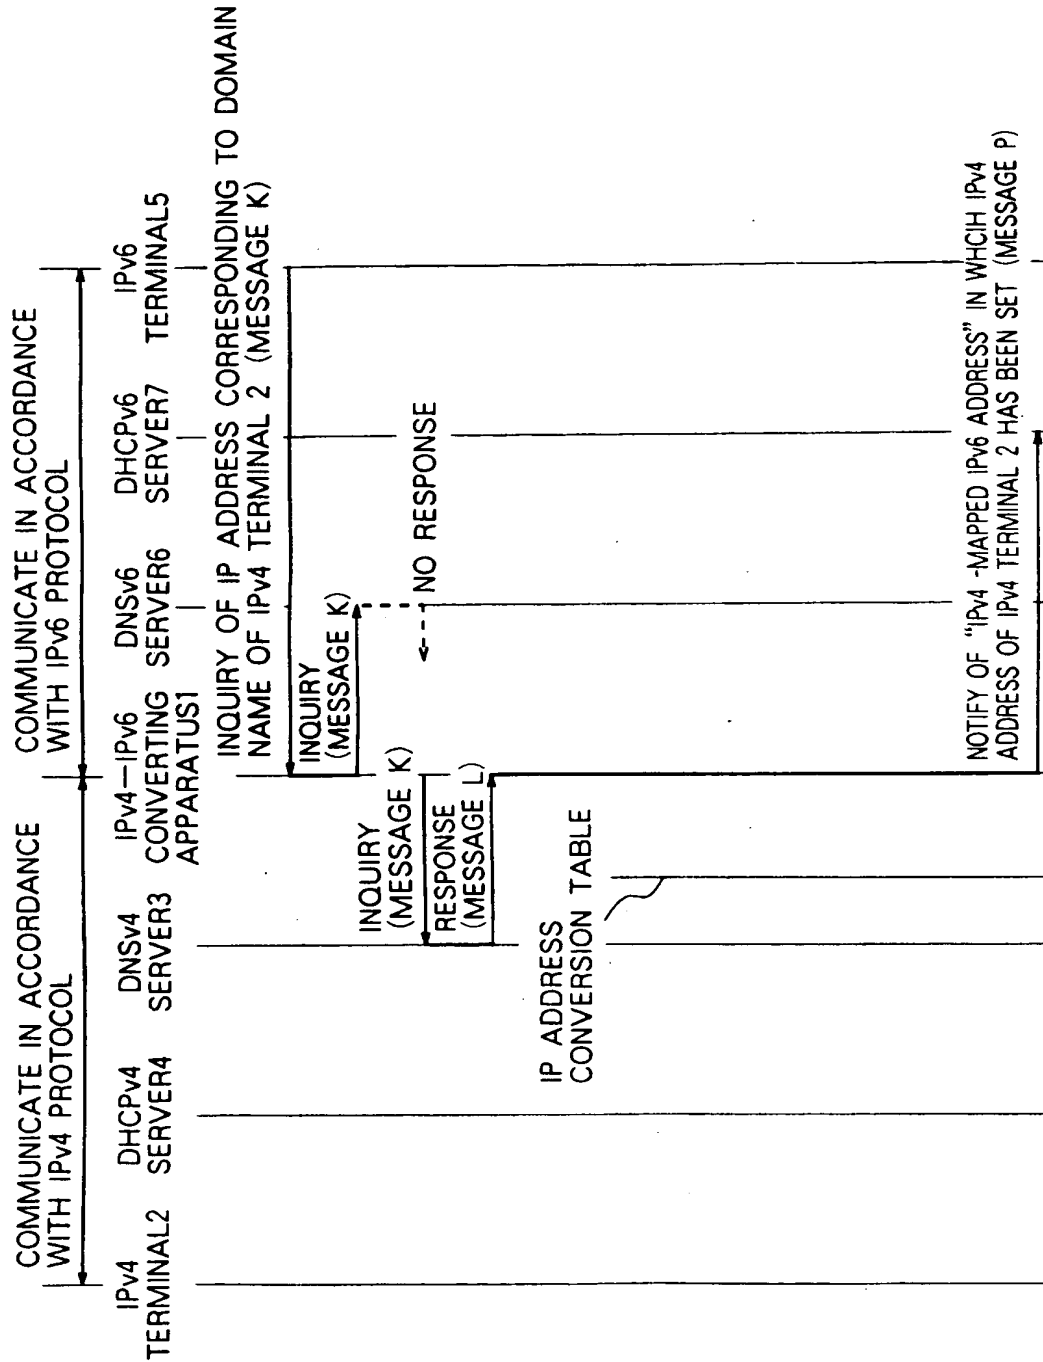 COMMUNICATE IN ACCORDANCE
WITH IPv4 PROTOCOL
COMMUNICATE IN ACCORDANCE
WITH IPv6 PROTOCOL
IPv4
TERMINAL2
DHCPv4
SERVER4
DNSv4
SERVER3
IPv4—IPv6
CONVERTING
APPARATUS1
DNSv6
SERVER6
DHCPv6
SERVER7
IPv6
TERMINAL5
INQUIRY OF IP ADDRESS CORRESPONDING TO DOMAIN
NAME OF IPv4 TERMINAL 2 (MESSAGE K)
INQUIRY
(MESSAGE K)
NO RESPONSE
INQUIRY
(MESSAGE K)
RESPONSE
(MESSAGE L)
IP ADDRESS
CONVERSION TABLE
NOTIFY OF "IPv4 -MAPPED IPv6 ADDRESS" IN WHCIH IPv4
ADDRESS OF IPv4 TERMINAL 2 HAS BEEN SET (MESSAGE P)